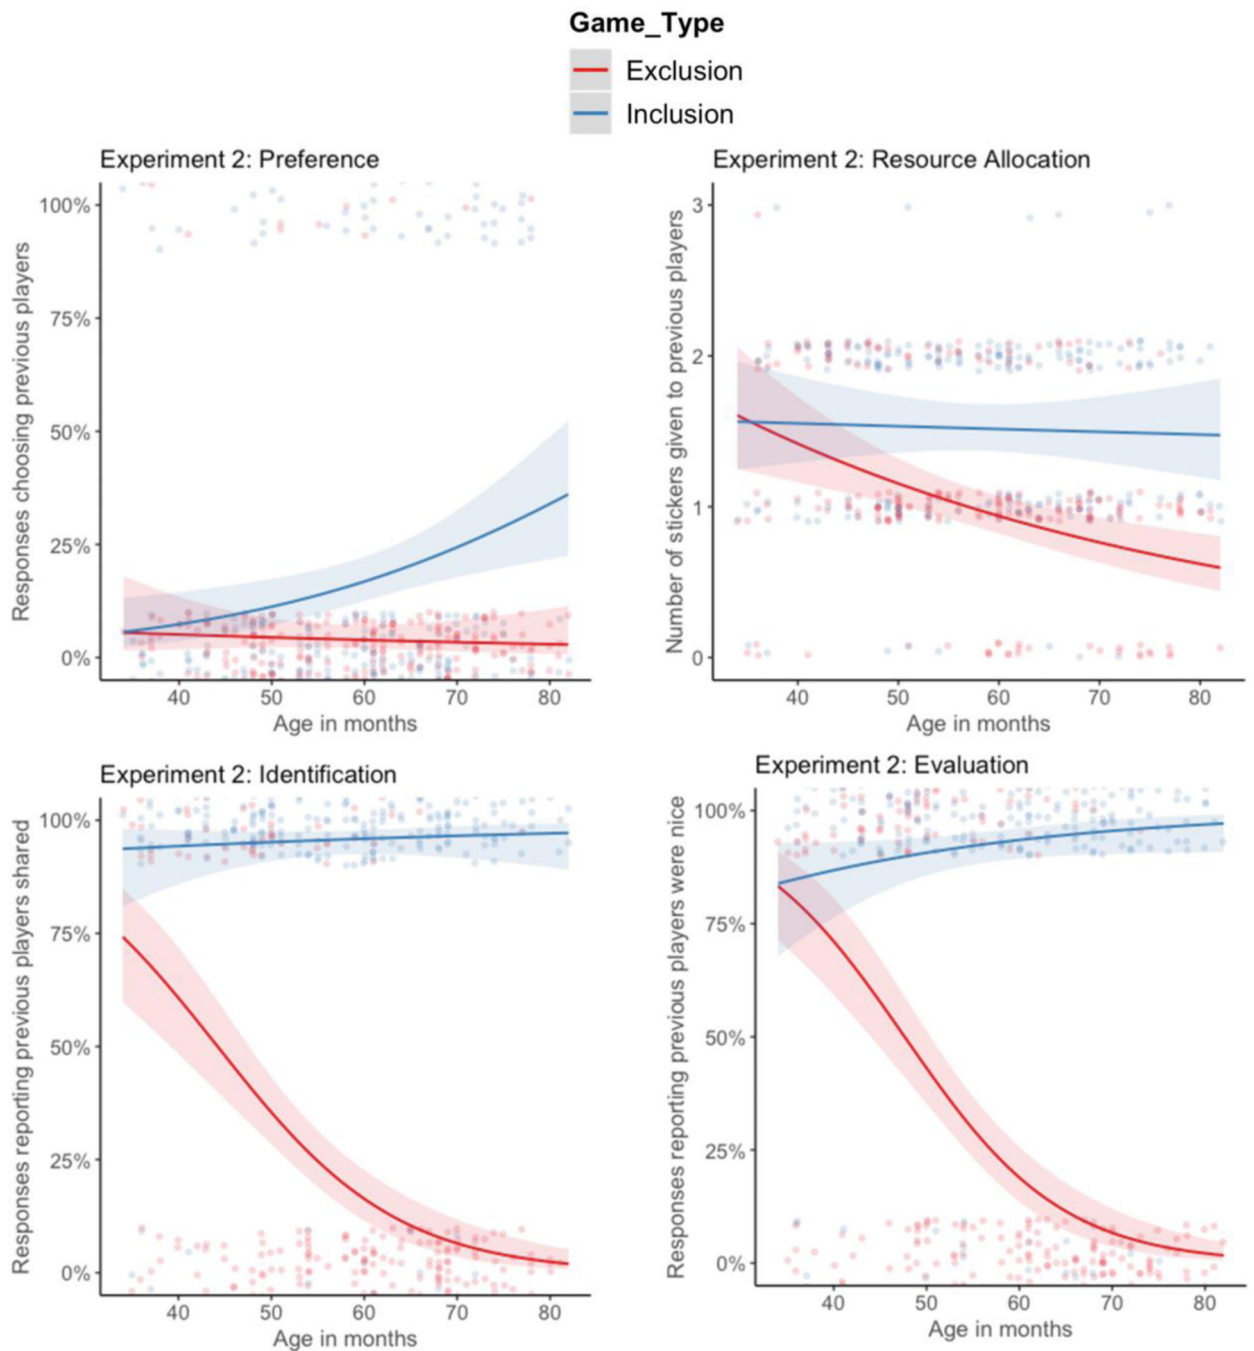 Game_Type
Exclusion
Inclusion
Experiment 2: Preference
Responses choosing previous players
100%
75%
50%
25%
0%
40 50 60 70 80
Age in months
Experiment 2: Resource Allocation
Number of stickers given to previous players
3
2
1
0
40 50 60 70 80
Age in months
Experiment 2: Identification
Responses reporting previous players shared
100%
75%
50%
25%
0%
40 50 60 70 80
Age in months
Experiment 2: Evaluation
Responses reporting previous players were nice
100%
75%
50%
25%
0%
40 50 60 70 80
Age in months